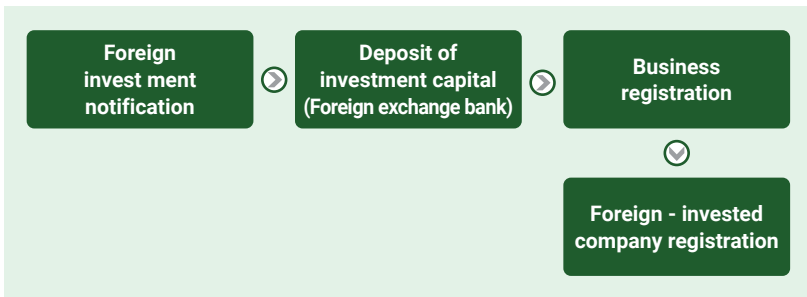 Foreign
invest ment
notification
Deposit of
investment capital
(Foreign exchange bank)
Business
registration
Foreign - invested
company registration